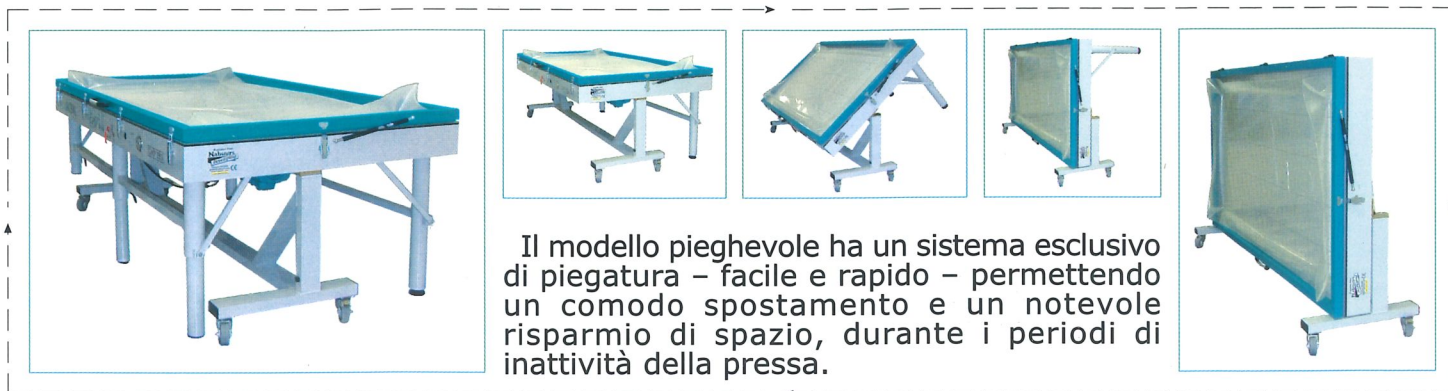 Il modello pieghevole ha un sistema esclusivo
di piegatura – facile e rapido – permettendo
un comodo spostamento e un notevole
risparmio di spazio, durante i periodi di
inattività della pressa.